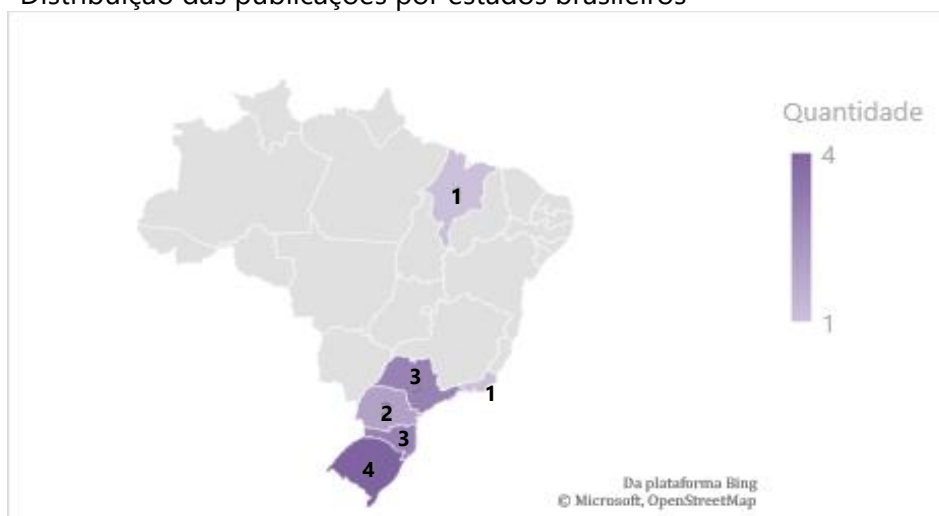 Distribuição das publicações por estados brasileiros
Quantidade
4
1
1
3
1
2
3
4
Da plataforma Bing
© Microsoft, OpenStreetMap